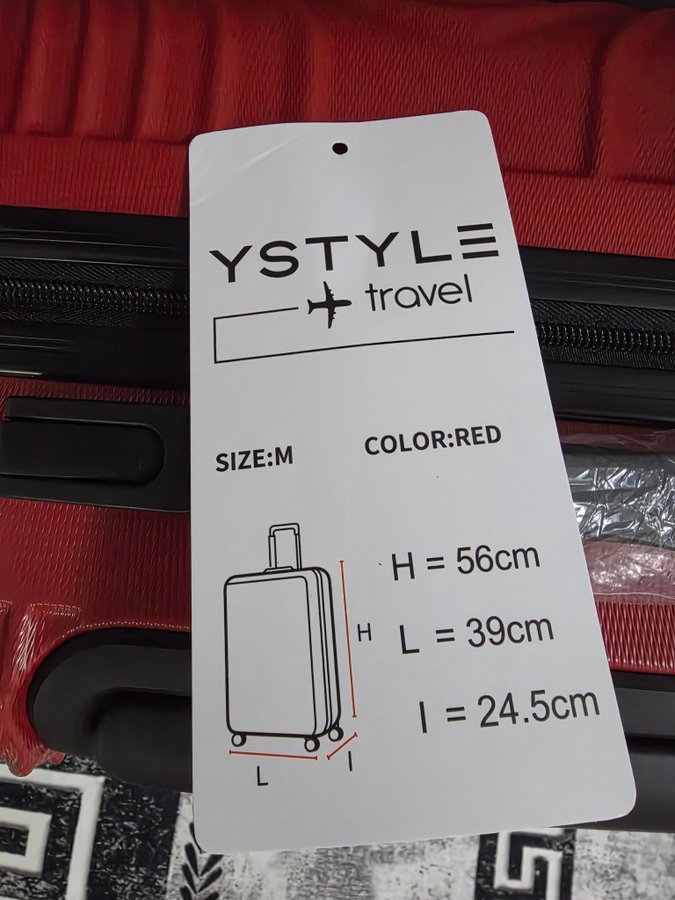 YSTYLE
travel
SIZE:M COLOR:RED
H = 56cm
H
L = 39cm
I = 24.5cm
L I